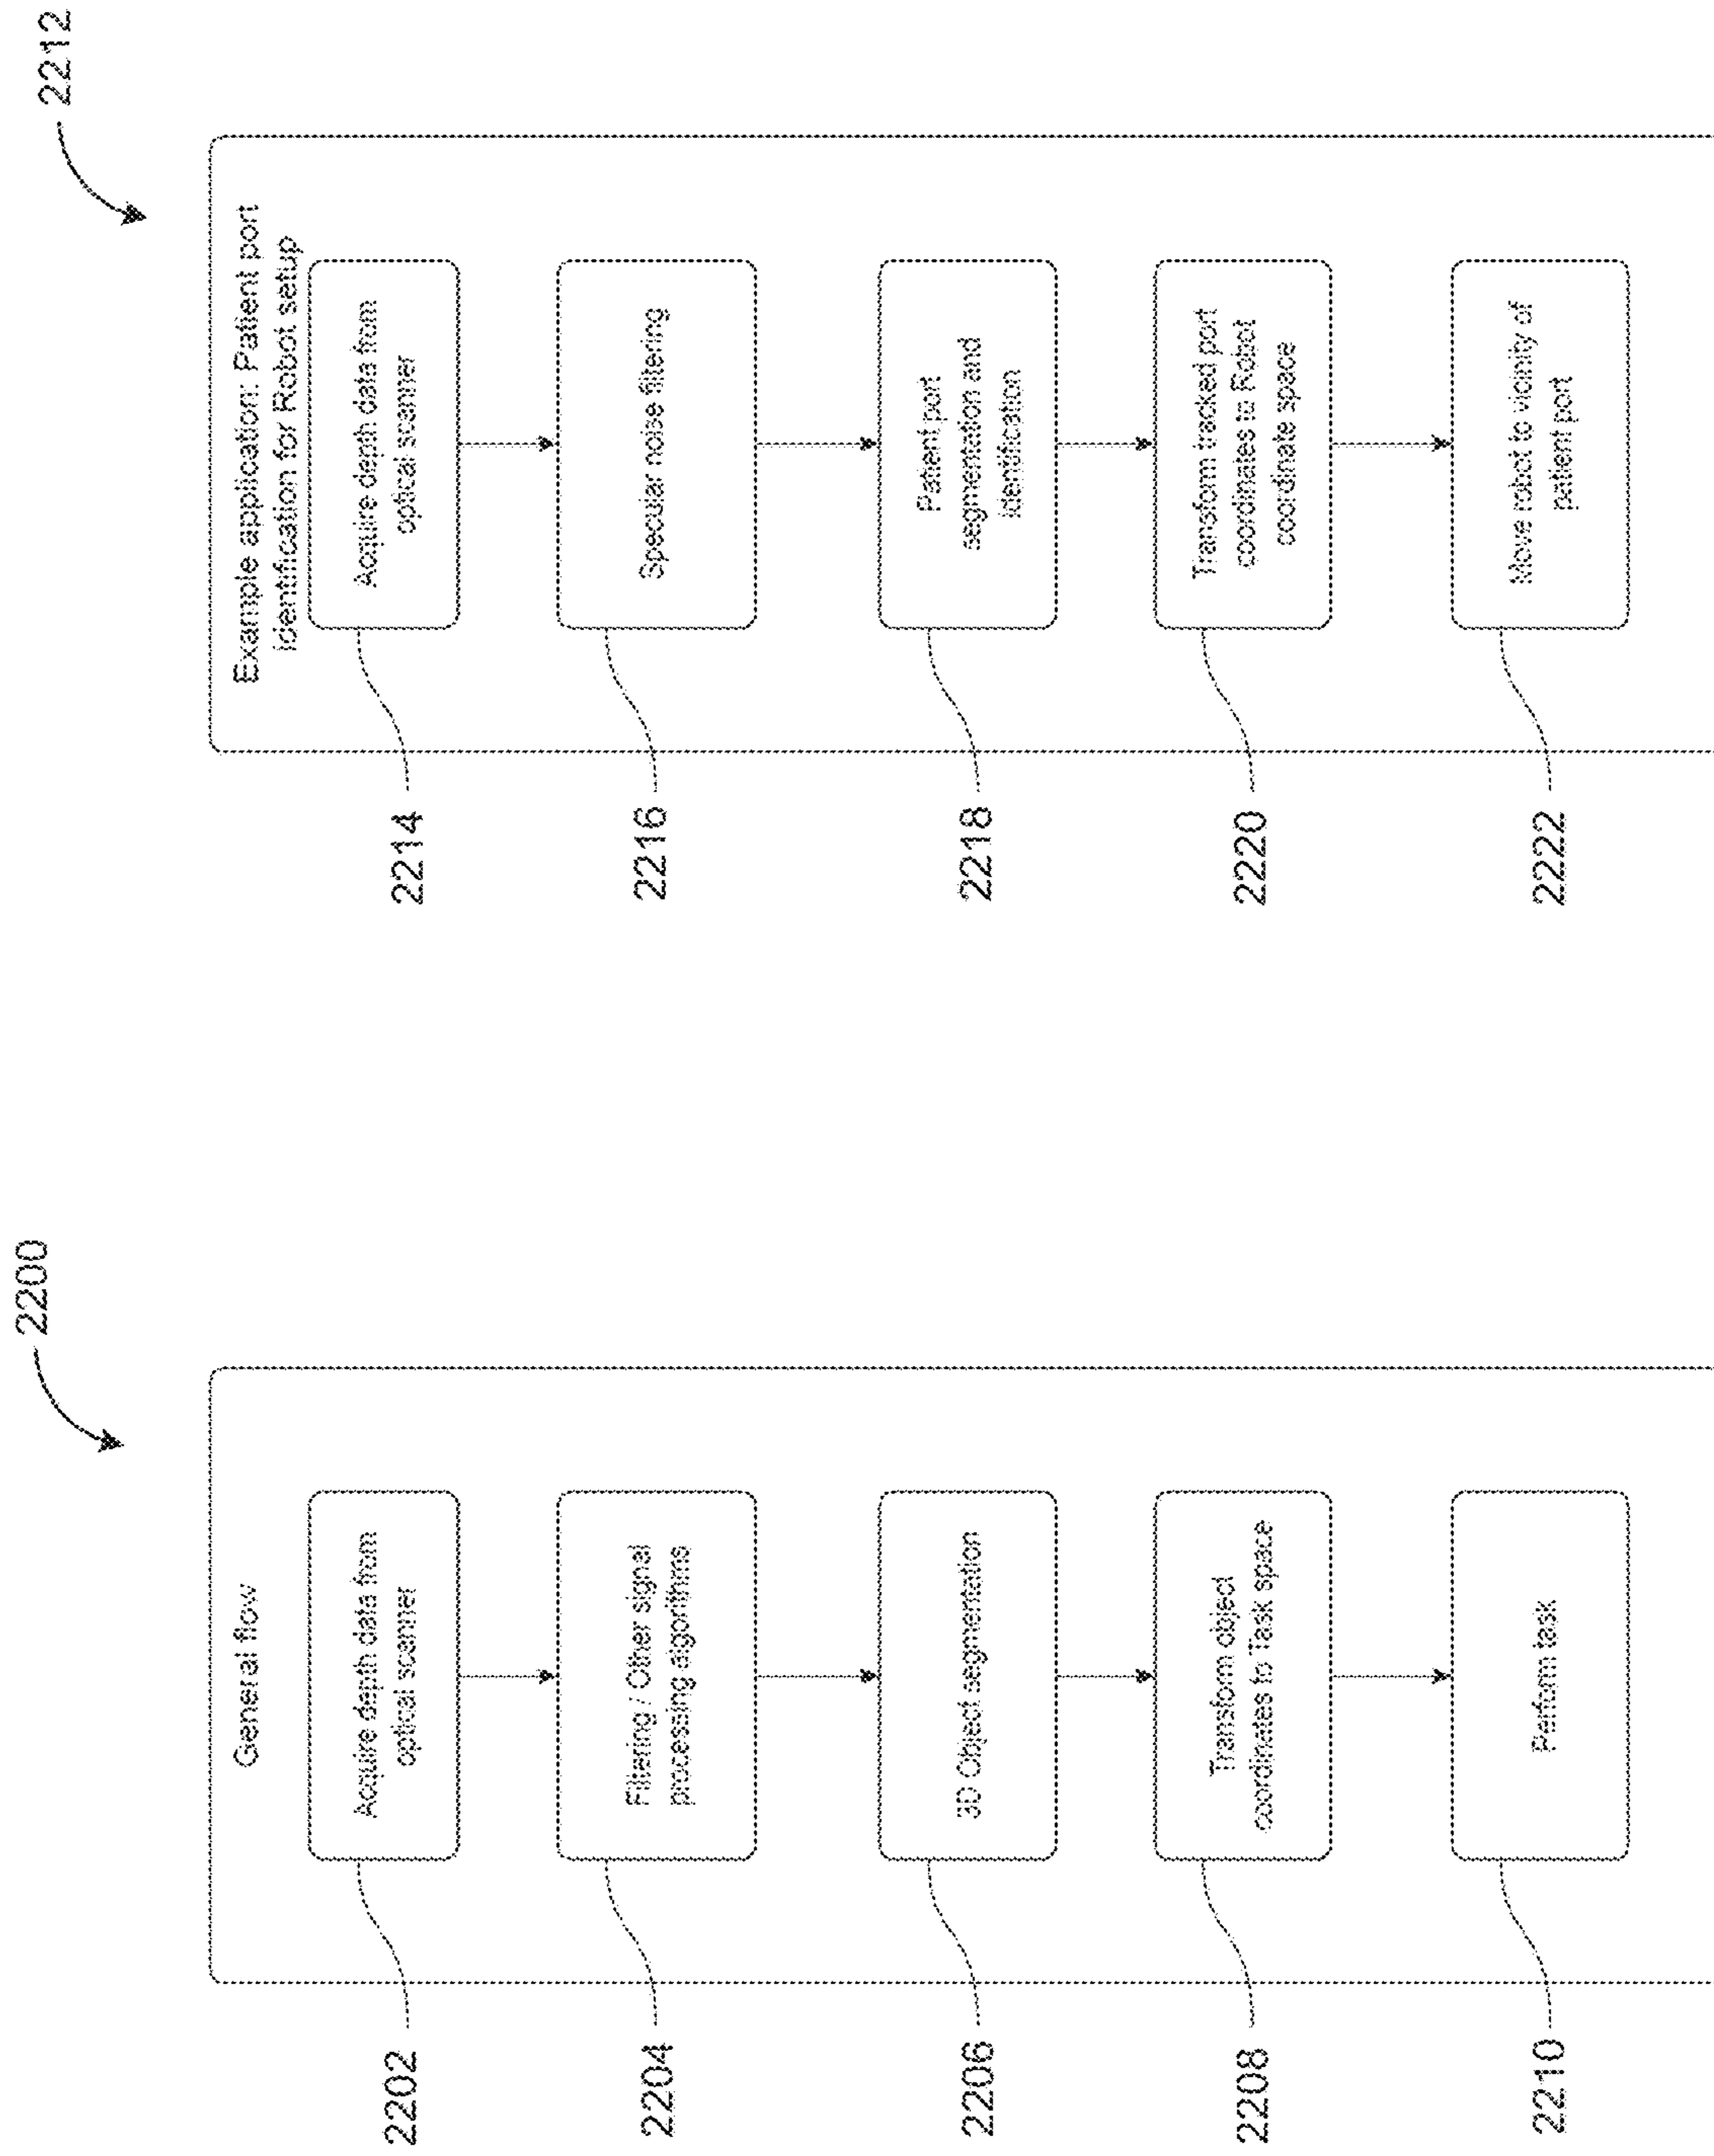 2200
General flow
2202
Acquire depth data from
optical scanner
2204
Filtering / Other signal
processing algorithms
2206
3D Object segmentation
2208
Transform object
coordinates to Task space
2210
Perform task
2212
Example application: Patient port
identification for Robot setup
2214
Acquire depth data from
optical scanner
2216
Specular noise filtering
2218
Patient port
segmentation and
identification
2220
Transform tracked port
coordinates to Robot
coordinate space
2222
Move robot to vicinity of
patient port